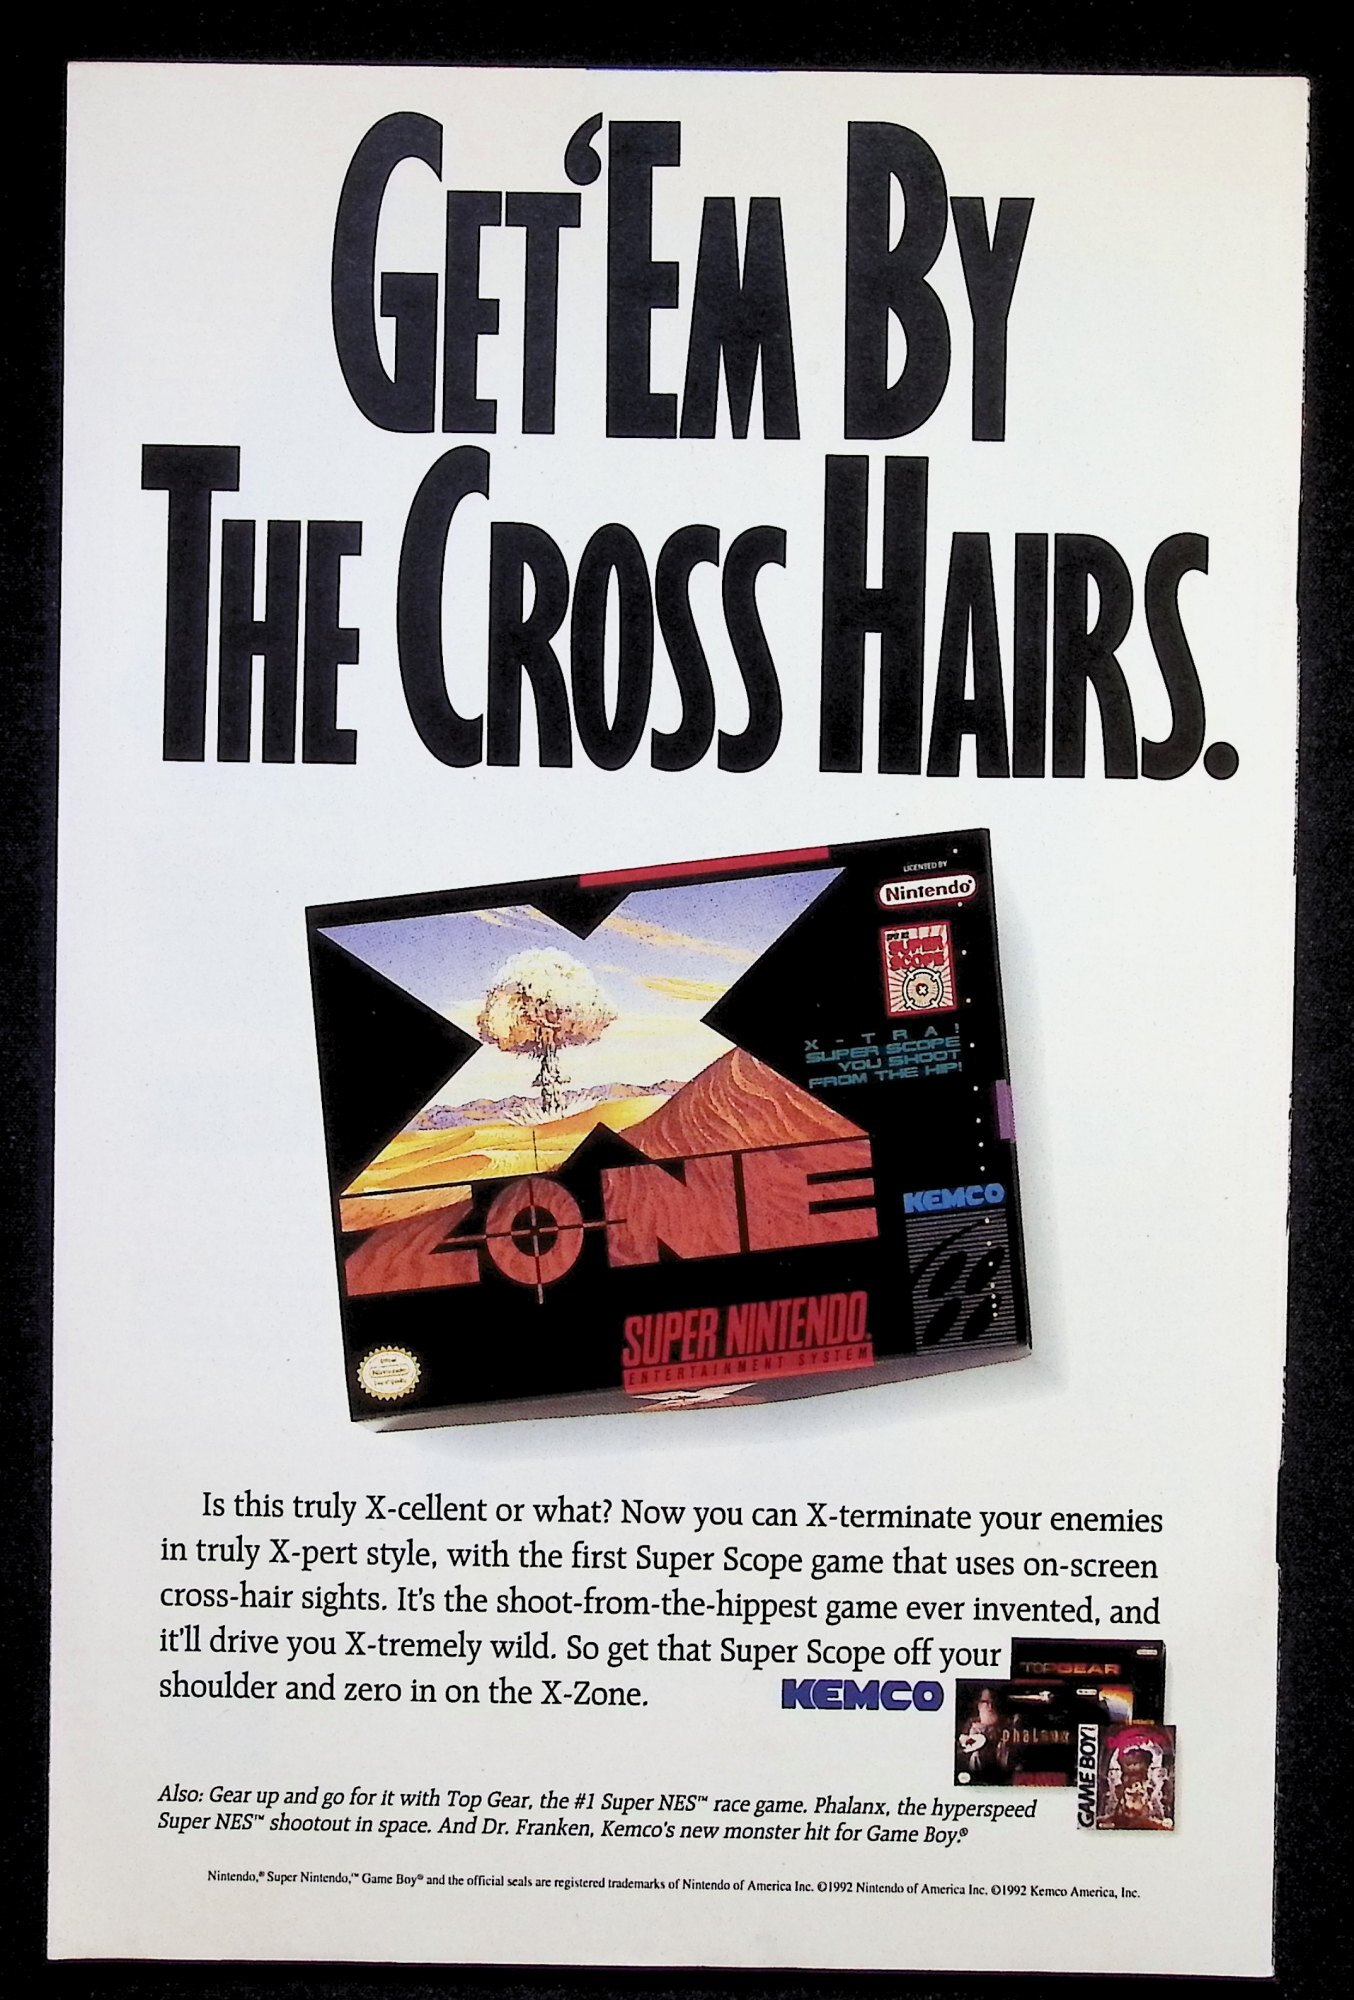 GET ‘EM BY
THE CROSS HAIRS.
LICENSED BY
Nintendo
SUPER
SCOPE
X-TRA!
SUPER SCOPE
YOU SHOOT
FROM THE HIP!
X
ZONE
KEMCO
SUPER NINTENDO
ENTERTAINMENT SYSTEM
Is this truly X-cellent or what? Now you can X-terminate your enemies
in truly X-pert style, with the first Super Scope game that uses on-screen
cross-hair sights. It's the shoot-from-the-hippest game ever invented, and
it'll drive you X-tremely wild. So get that Super Scope off your
shoulder and zero in on the X-Zone.
KEMCO
TOP GEAR
phalanx
GAME BOY
Also: Gear up and go for it with Top Gear, the #1 Super NES™ race game. Phalanx, the hyperspeed
Super NES™ shootout in space. And Dr. Franken, Kemco's new monster hit for Game Boy.®
Nintendo,® Super Nintendo,™ Game Boy® and the official seals are registered trademarks of Nintendo of America Inc. ©1992 Nintendo of America Inc. ©1992 Kemco America, Inc.